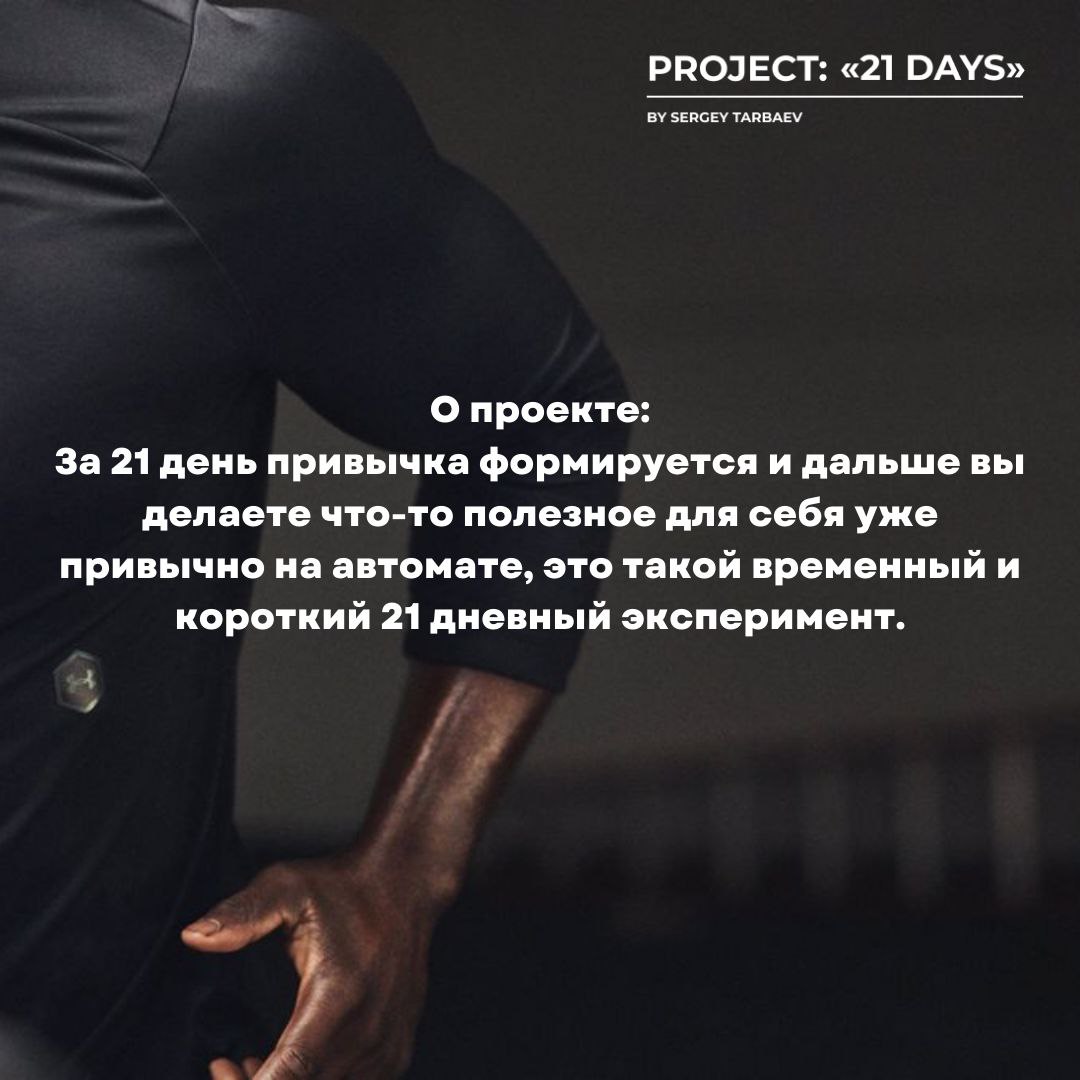 PROJECT: «21 DAYS»
BY SERGEY TARBAEV
О проекте:
За 21 день привычка формируется и дальше вы
делаете что-то полезное для себя уже
привычно на автомате, это такой временный и
короткий 21 дневный эксперимент.